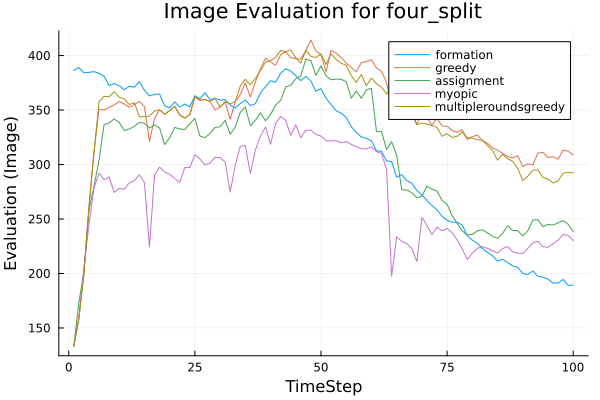 Image Evaluation for four_split
Evaluation (Image)
400
350
300
250
200
150
formation
greedy
assignment
myopic
multipleroundsgreedy
0
25
50
75
100
TimeStep